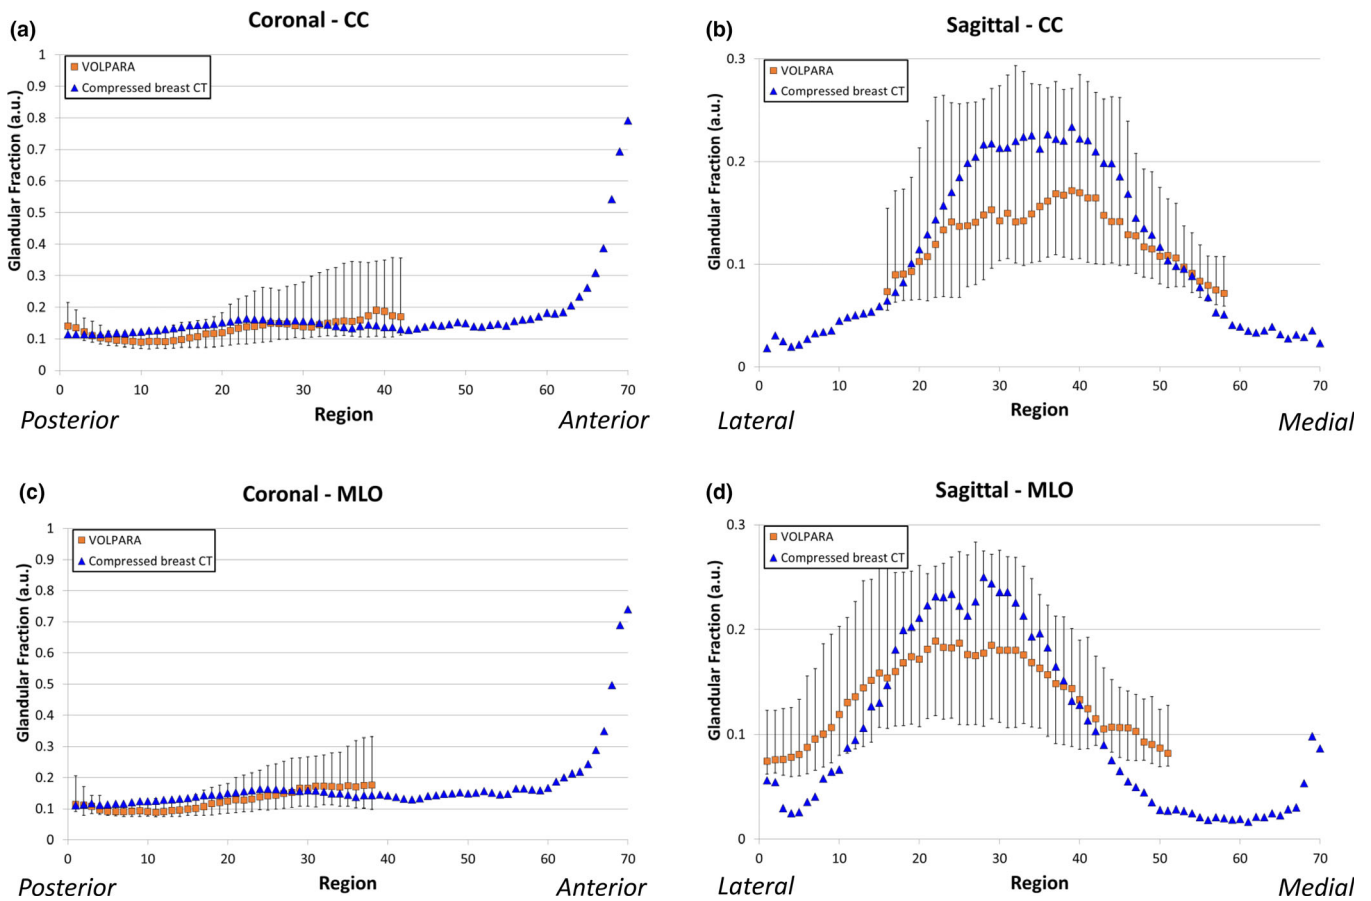 (a)
Coronal - CC
VOLPARA
Compressed breast CT
Glandular Fraction (a.u.)
1
0.9
0.8
0.7
0.6
0.5
0.4
0.3
0.2
0.1
0
0 10 20 30 40 50 60 70
Posterior Region Anterior
(b)
Sagittal - CC
VOLPARA
Compressed breast CT
Glandular Fraction (a.u.)
0.3
0.2
0.1
0
0 10 20 30 40 50 60 70
Lateral Region Medial
(c)
Coronal - MLO
VOLPARA
Compressed breast CT
Glandular Fraction (a.u.)
1
0.9
0.8
0.7
0.6
0.5
0.4
0.3
0.2
0.1
0
0 10 20 30 40 50 60 70
Posterior Region Anterior
(d)
Sagittal - MLO
VOLPARA
Compressed breast CT
Glandular Fraction (a.u.)
0.3
0.2
0.1
0
0 10 20 30 40 50 60 70
Lateral Region Medial